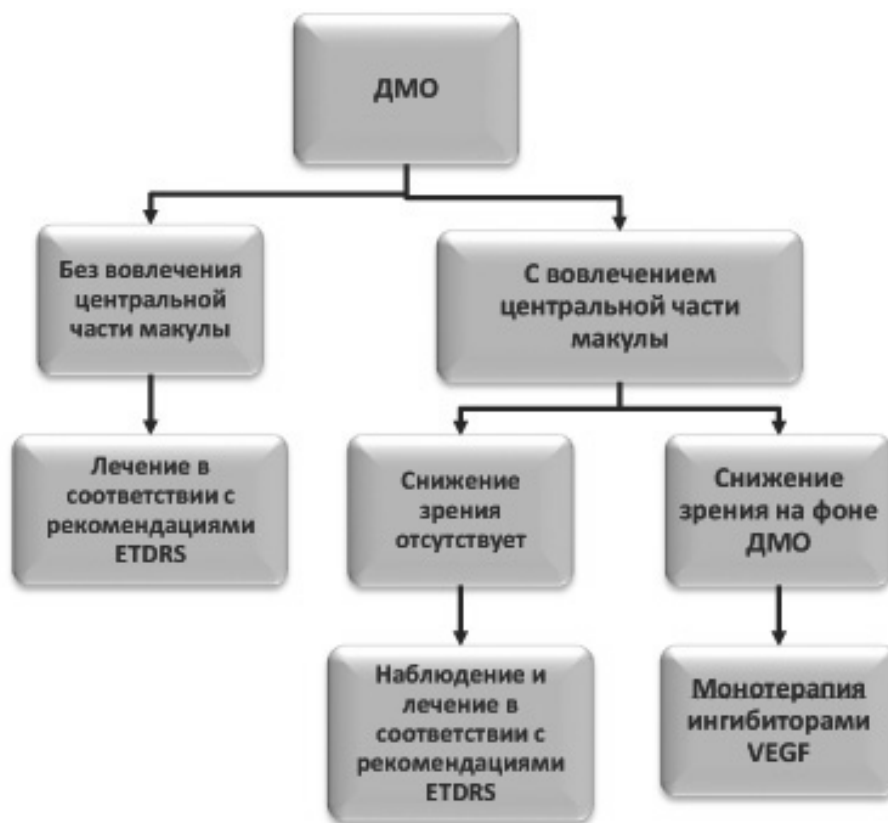 ДМО
Без вовлечения
центральной
части макулы
С вовлечением
центральной части
макулы
Лечение в
соответствии с
рекомендациями
ETDRS
Снижение
зрения
отсутствует
Снижение
зрения на фоне
ДМО
Наблюдение и
лечение в
соответствии с
рекомендациями
ETDRS
Монотерапия
ингибиторами
VEGF